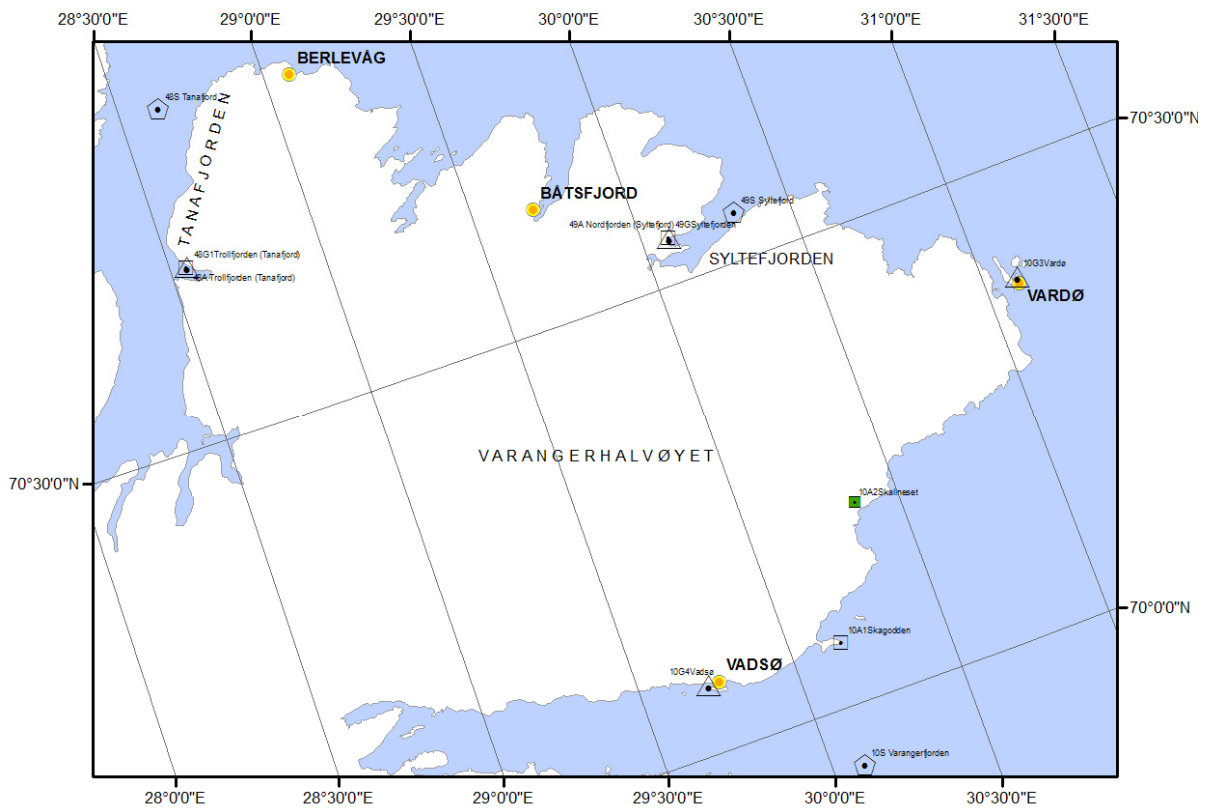 28°30'0"E 29°0'0"E 29°30'0"E 30°0'0"E 30°30'0"E 31°0'0"E 31°30'0"E
BERLEVÅG
48S Tanafjord
TANAFJORDEN
70°30'0"N
BÅTSFJORD
49S Syltefjord
49A Nordfjorden (Syltefjord) 49GSyltefjorden
SYLTEFJORDEN
48G1Trollfjorden (Tanafjord)
48A Trollfjorden (Tanafjord)
10G3Vardø
VARDØ
VARANGERHALVØYET
70°30'0"N
10A2Skallneset
70°0'0"N
10A1Skagodden
10G4Vadsø
VADSØ
10S Varangerfjorden
28°0'0"E 28°30'0"E 29°0'0"E 29°30'0"E 30°0'0"E 30°30'0"E